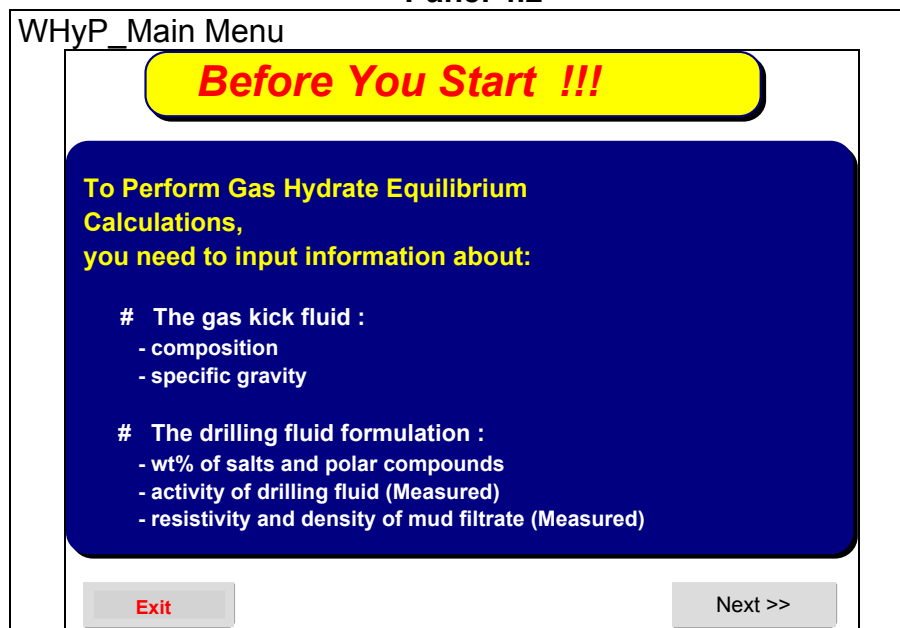 WHyP_Main Menu
Before You Start !!!
To Perform Gas Hydrate Equilibrium
Calculations,
you need to input information about:
# The gas kick fluid :
- composition
- specific gravity
# The drilling fluid formulation :
- wt% of salts and polar compounds
- activity of drilling fluid (Measured)
- resistivity and density of mud filtrate (Measured)
Exit
Next >>